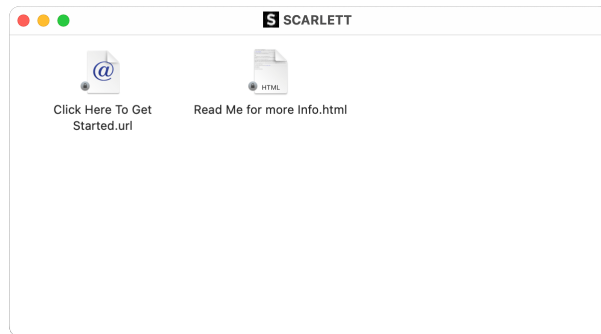 S SCARLETT
Click Here To Get
Started.url
HTML
Read Me for more Info.html